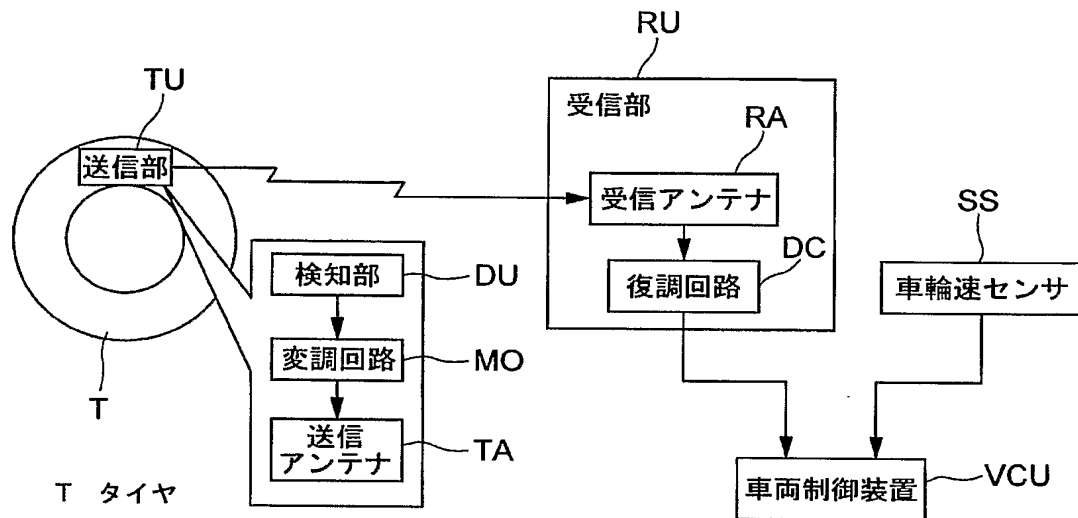 RU
TU
受信部
RA
送信部
受信アンテナ
SS
検知部
DU
DC
復調回路
車輪速センサ
変調回路
MO
T
送信
アンテナ
TA
T タイヤ
車両制御装置
VCU